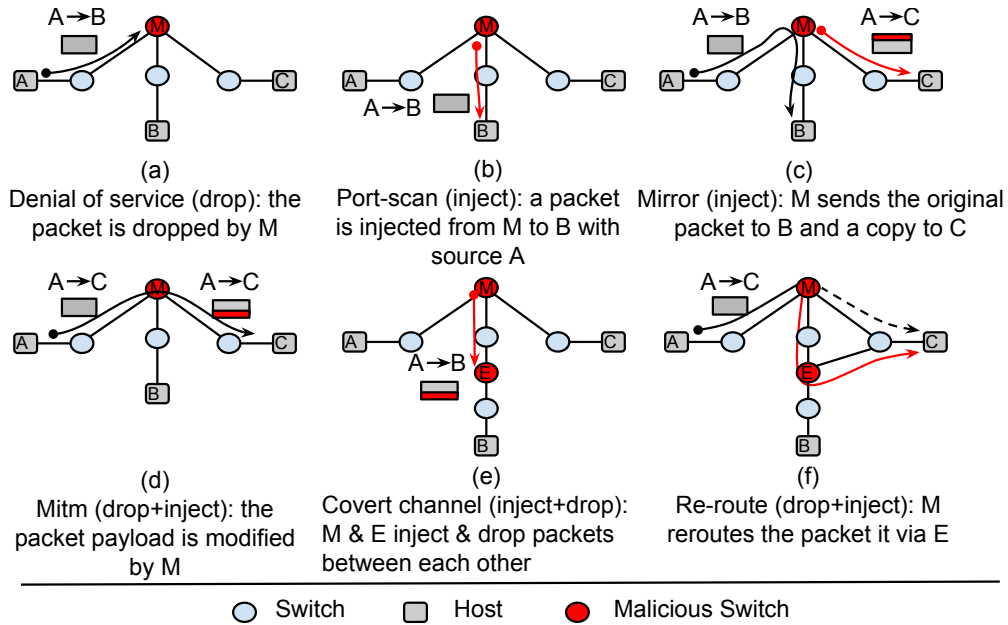 A→B
M
A
C
B
(a)
Denial of service (drop): the
packet is dropped by M
M
A
C
A→B
B
(b)
Port-scan (inject): a packet
is injected from M to B with
source A
A→B
A→C
M
A
C
B
(c)
Mirror (inject): M sends the original
packet to B and a copy to C
A→C
A→C
M
A
C
B
(d)
Mitm (drop+inject): the
packet payload is modified
by M
M
A
C
A→B
E
B
(e)
Covert channel (inject+drop):
M & E inject & drop packets
between each other
A→C
M
A
C
E
B
(f)
Re-route (drop+inject): M
reroutes the packet it via E
Switch
Host
Malicious Switch